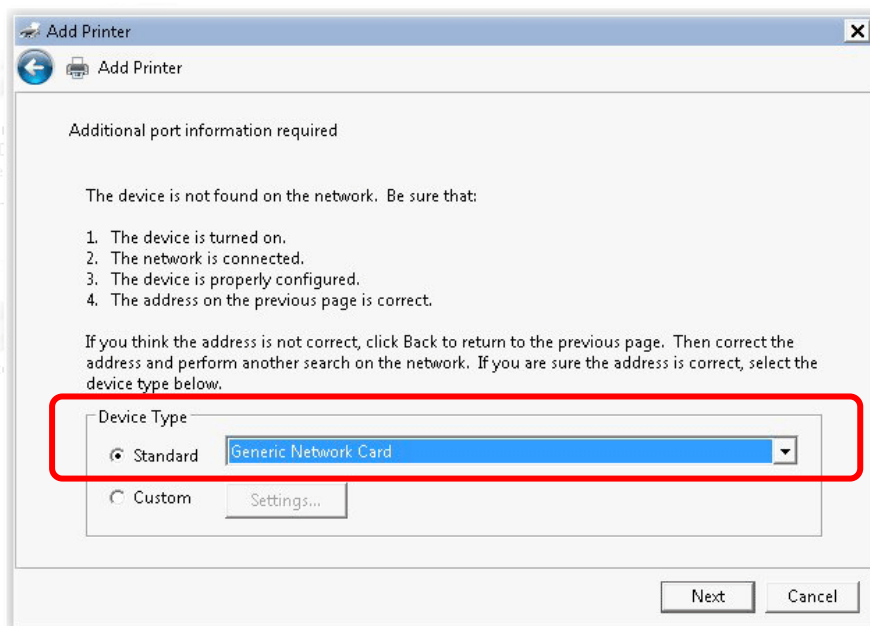 Add Printer
Add Printer
Additional port information required
The device is not found on the network. Be sure that:
1. The device is turned on.
2. The network is connected.
3. The device is properly configured.
4. The address on the previous page is correct.
If you think the address is not correct, click Back to return to the previous page. Then correct the
address and perform another search on the network. If you are sure the address is correct, select the
device type below.
Device Type
Standard Generic Network Card
Custom Settings...
Next Cancel